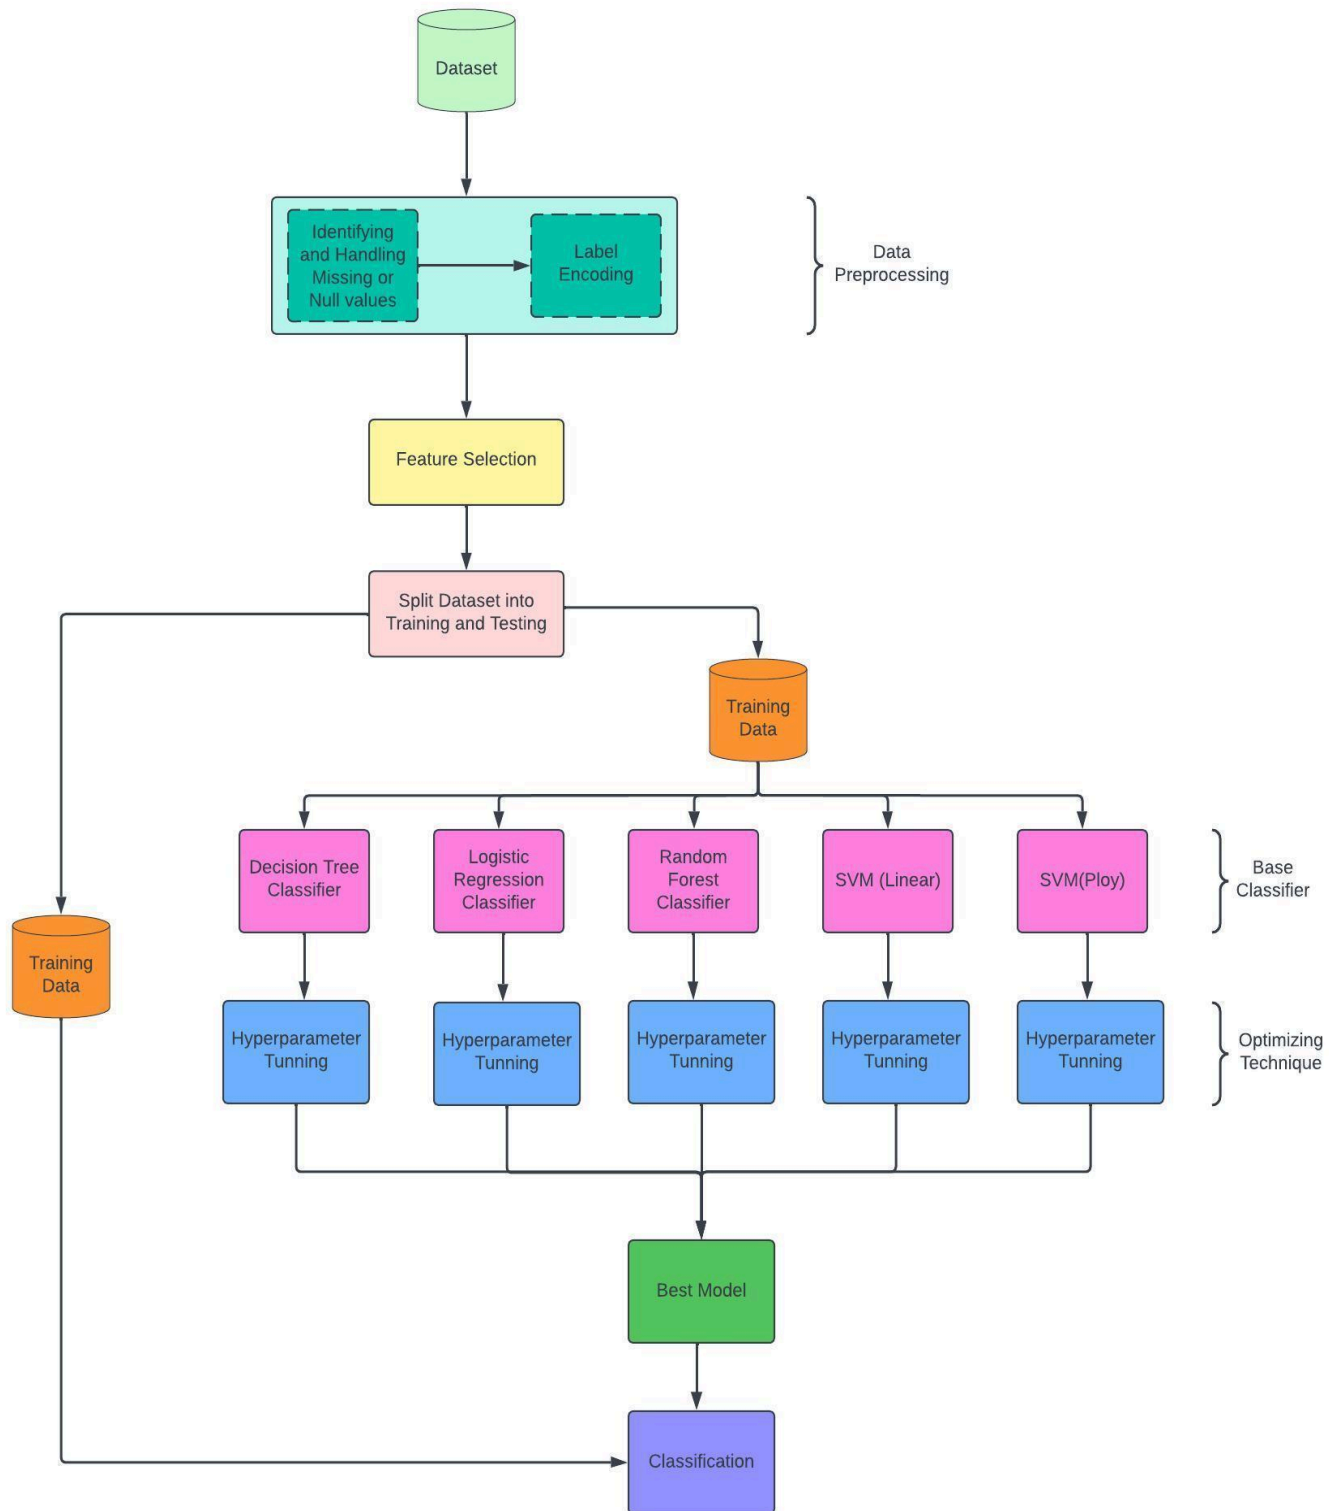 Dataset
Identifying
and Handling
Missing or
Null values
Label
Encoding
Data
Preprocessing
Feature Selection
Split Dataset into
Training and Testing
Training
Data
Decision Tree
Classifier
Logistic
Regression
Classifier
Random
Forest
Classifier
SVM (Linear)
SVM(Ploy)
Base
Classifier
Training
Data
Hyperparameter
Tunning
Hyperparameter
Tunning
Hyperparameter
Tunning
Hyperparameter
Tunning
Hyperparameter
Tunning
Optimizing
Technique
Best Model
Classification